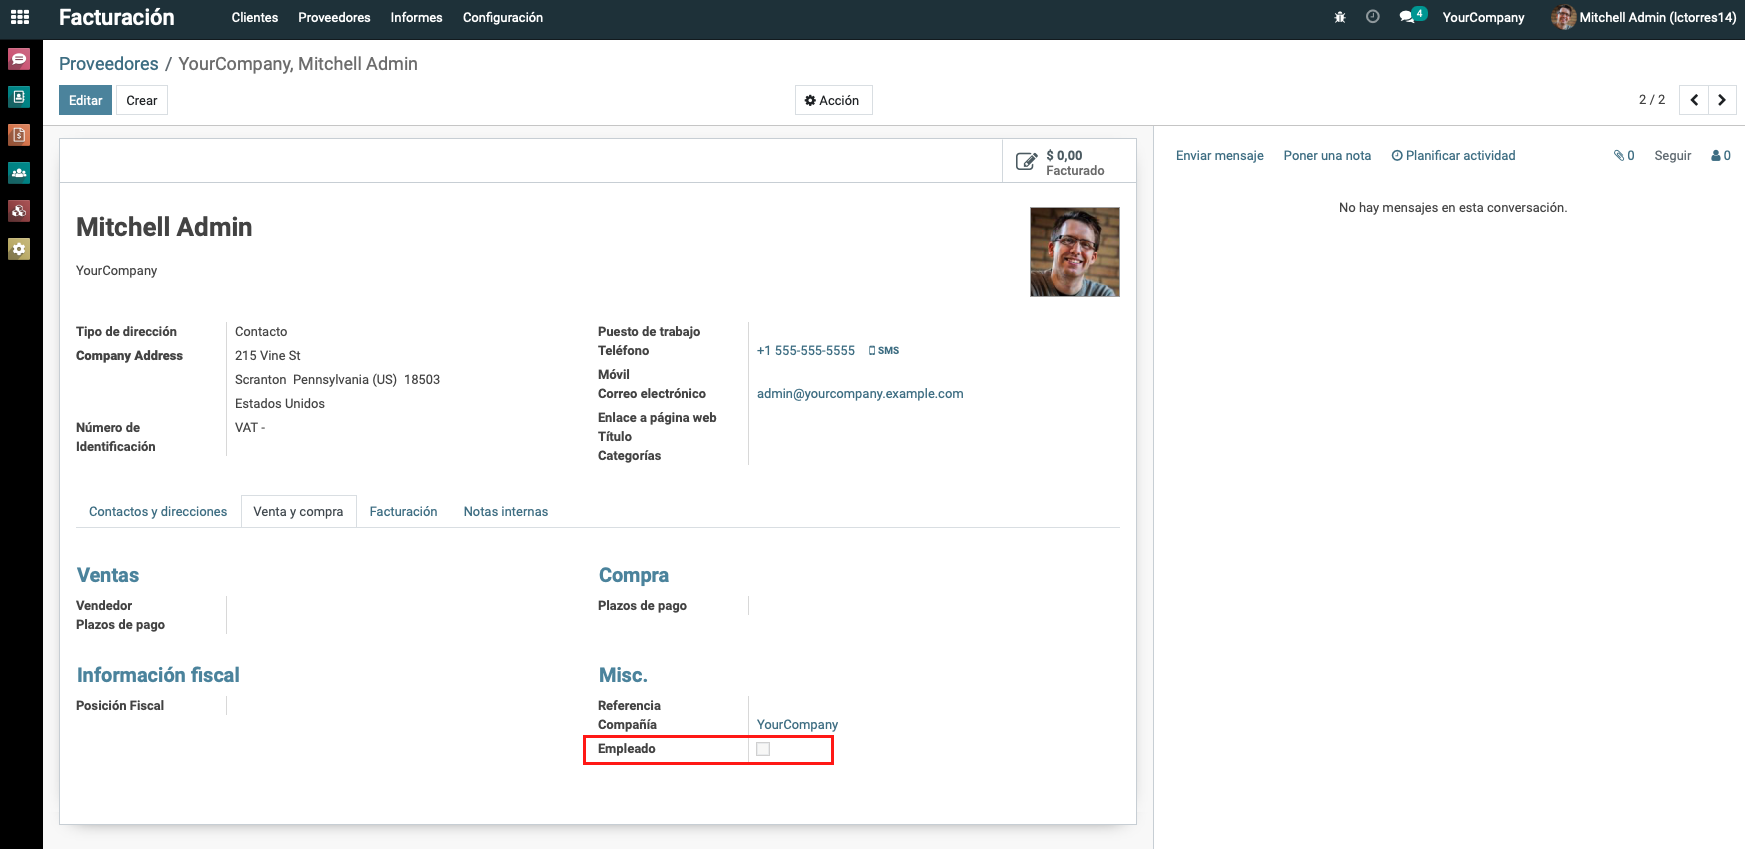 Facturación
Clientes Proveedores Informes Configuración
4 YourCompany Mitchell Admin (lctorres14)
Proveedores / YourCompany, Mitchell Admin
Editar Crear
Acción
2 / 2
$ 0,00
Facturado
Enviar mensaje Poner una nota Planificar actividad
0 Seguir 0
No hay mensajes en esta conversación.
Mitchell Admin
YourCompany
Tipo de dirección Contacto
Company Address 215 Vine St
Scranton Pennsylvania (US) 18503
Estados Unidos
Número de Identificación VAT -
Puesto de trabajo
Teléfono +1 555-555-5555 SMS
Móvil
Correo electrónico admin@yourcompany.example.com
Enlace a página web
Título
Categorías
Contactos y direcciones Venta y compra Facturación Notas internas
Ventas
Vendedor
Plazos de pago
Compra
Plazos de pago
Información fiscal
Posición Fiscal
Misc.
Referencia
Compañía YourCompany
Empleado